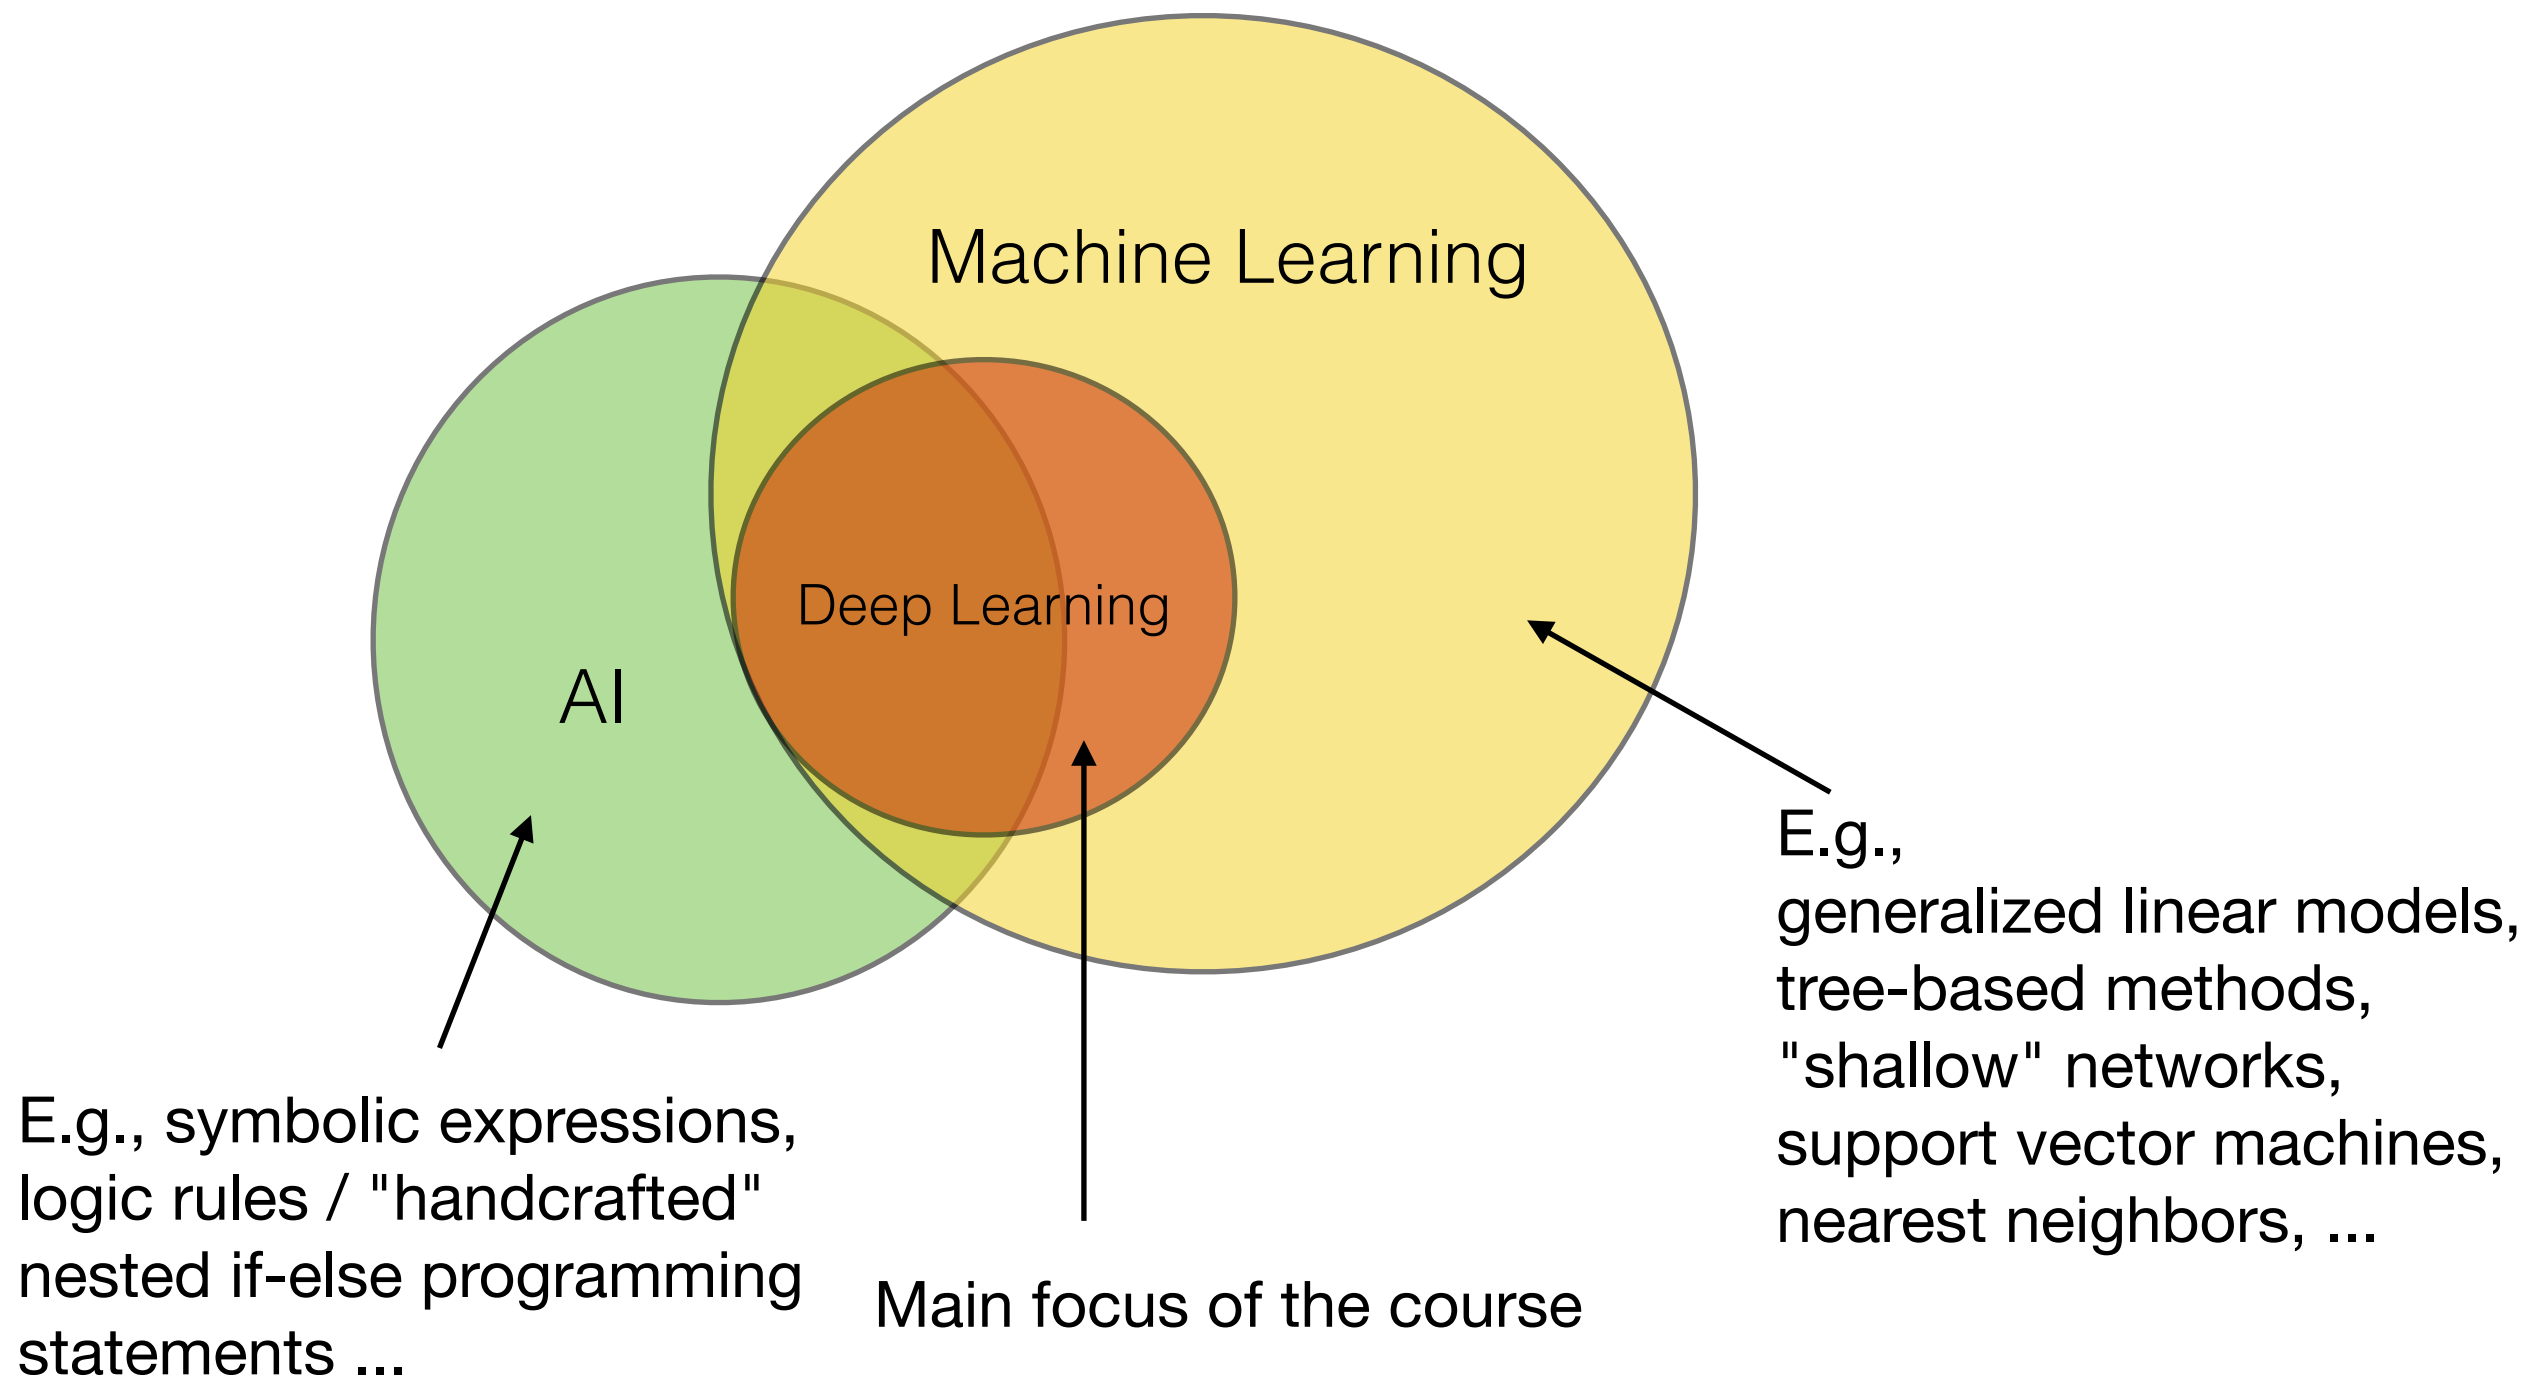 Machine Learning
Deep Learning
AI
E.g.,
generalized linear models,
tree-based methods,
"shallow" networks,
support vector machines,
nearest neighbors, ...
E.g., symbolic expressions,
logic rules / "handcrafted"
nested if-else programming
statements ...
Main focus of the course